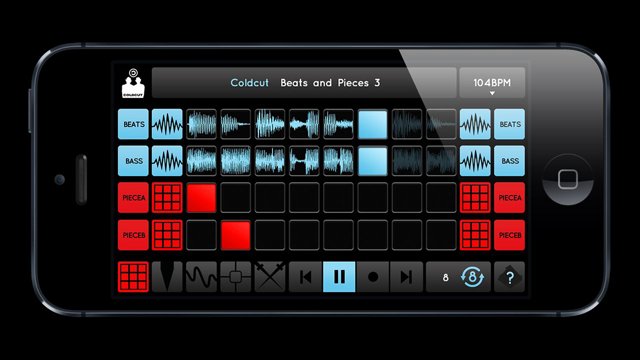 Coldcut Beats and Pieces 3 104BPM
COLDCUT
BEATS BEATS
BASS BASS
PIECEA PIECEA
PIECEB PIECEB
8 8 ?